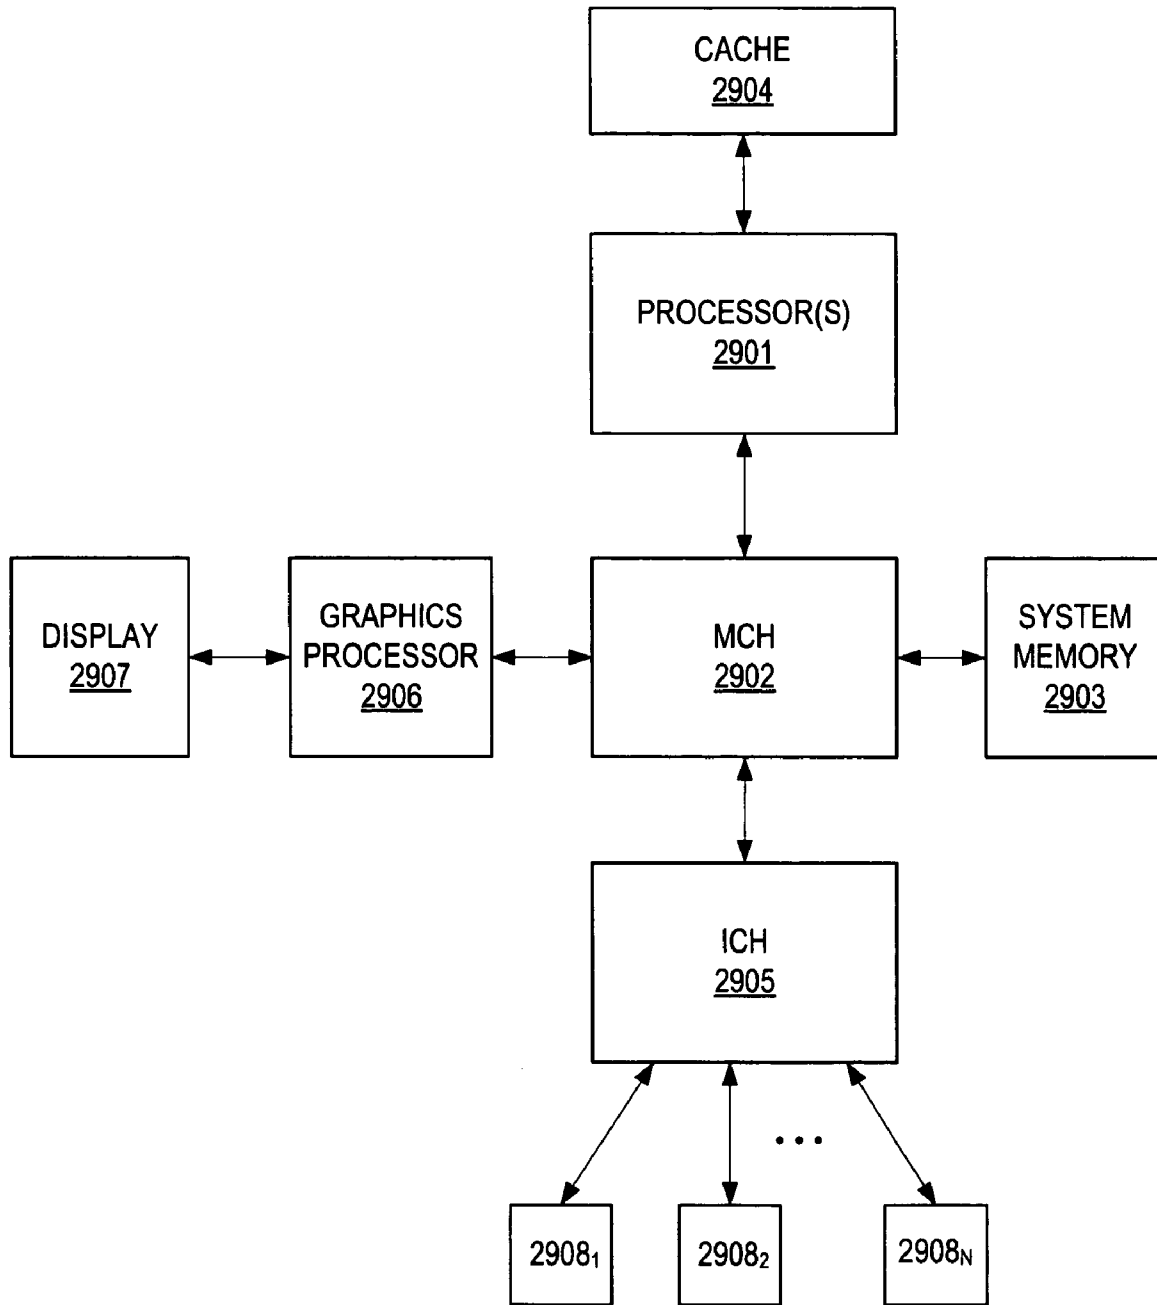 CACHE
2904
PROCESSOR(S)
2901
DISPLAY
2907
GRAPHICS
PROCESSOR
2906
MCH
2902
SYSTEM
MEMORY
2903
ICH
2905
• • •
2908₁
2908₂
2908N